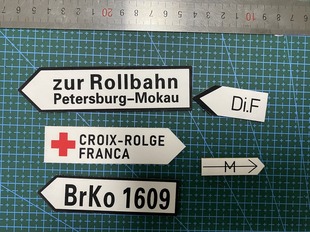 zur Rollbahn
Petersburg-Mokau
Di.F
CROIX-ROLGE
FRANCA
M
BrKo 1609